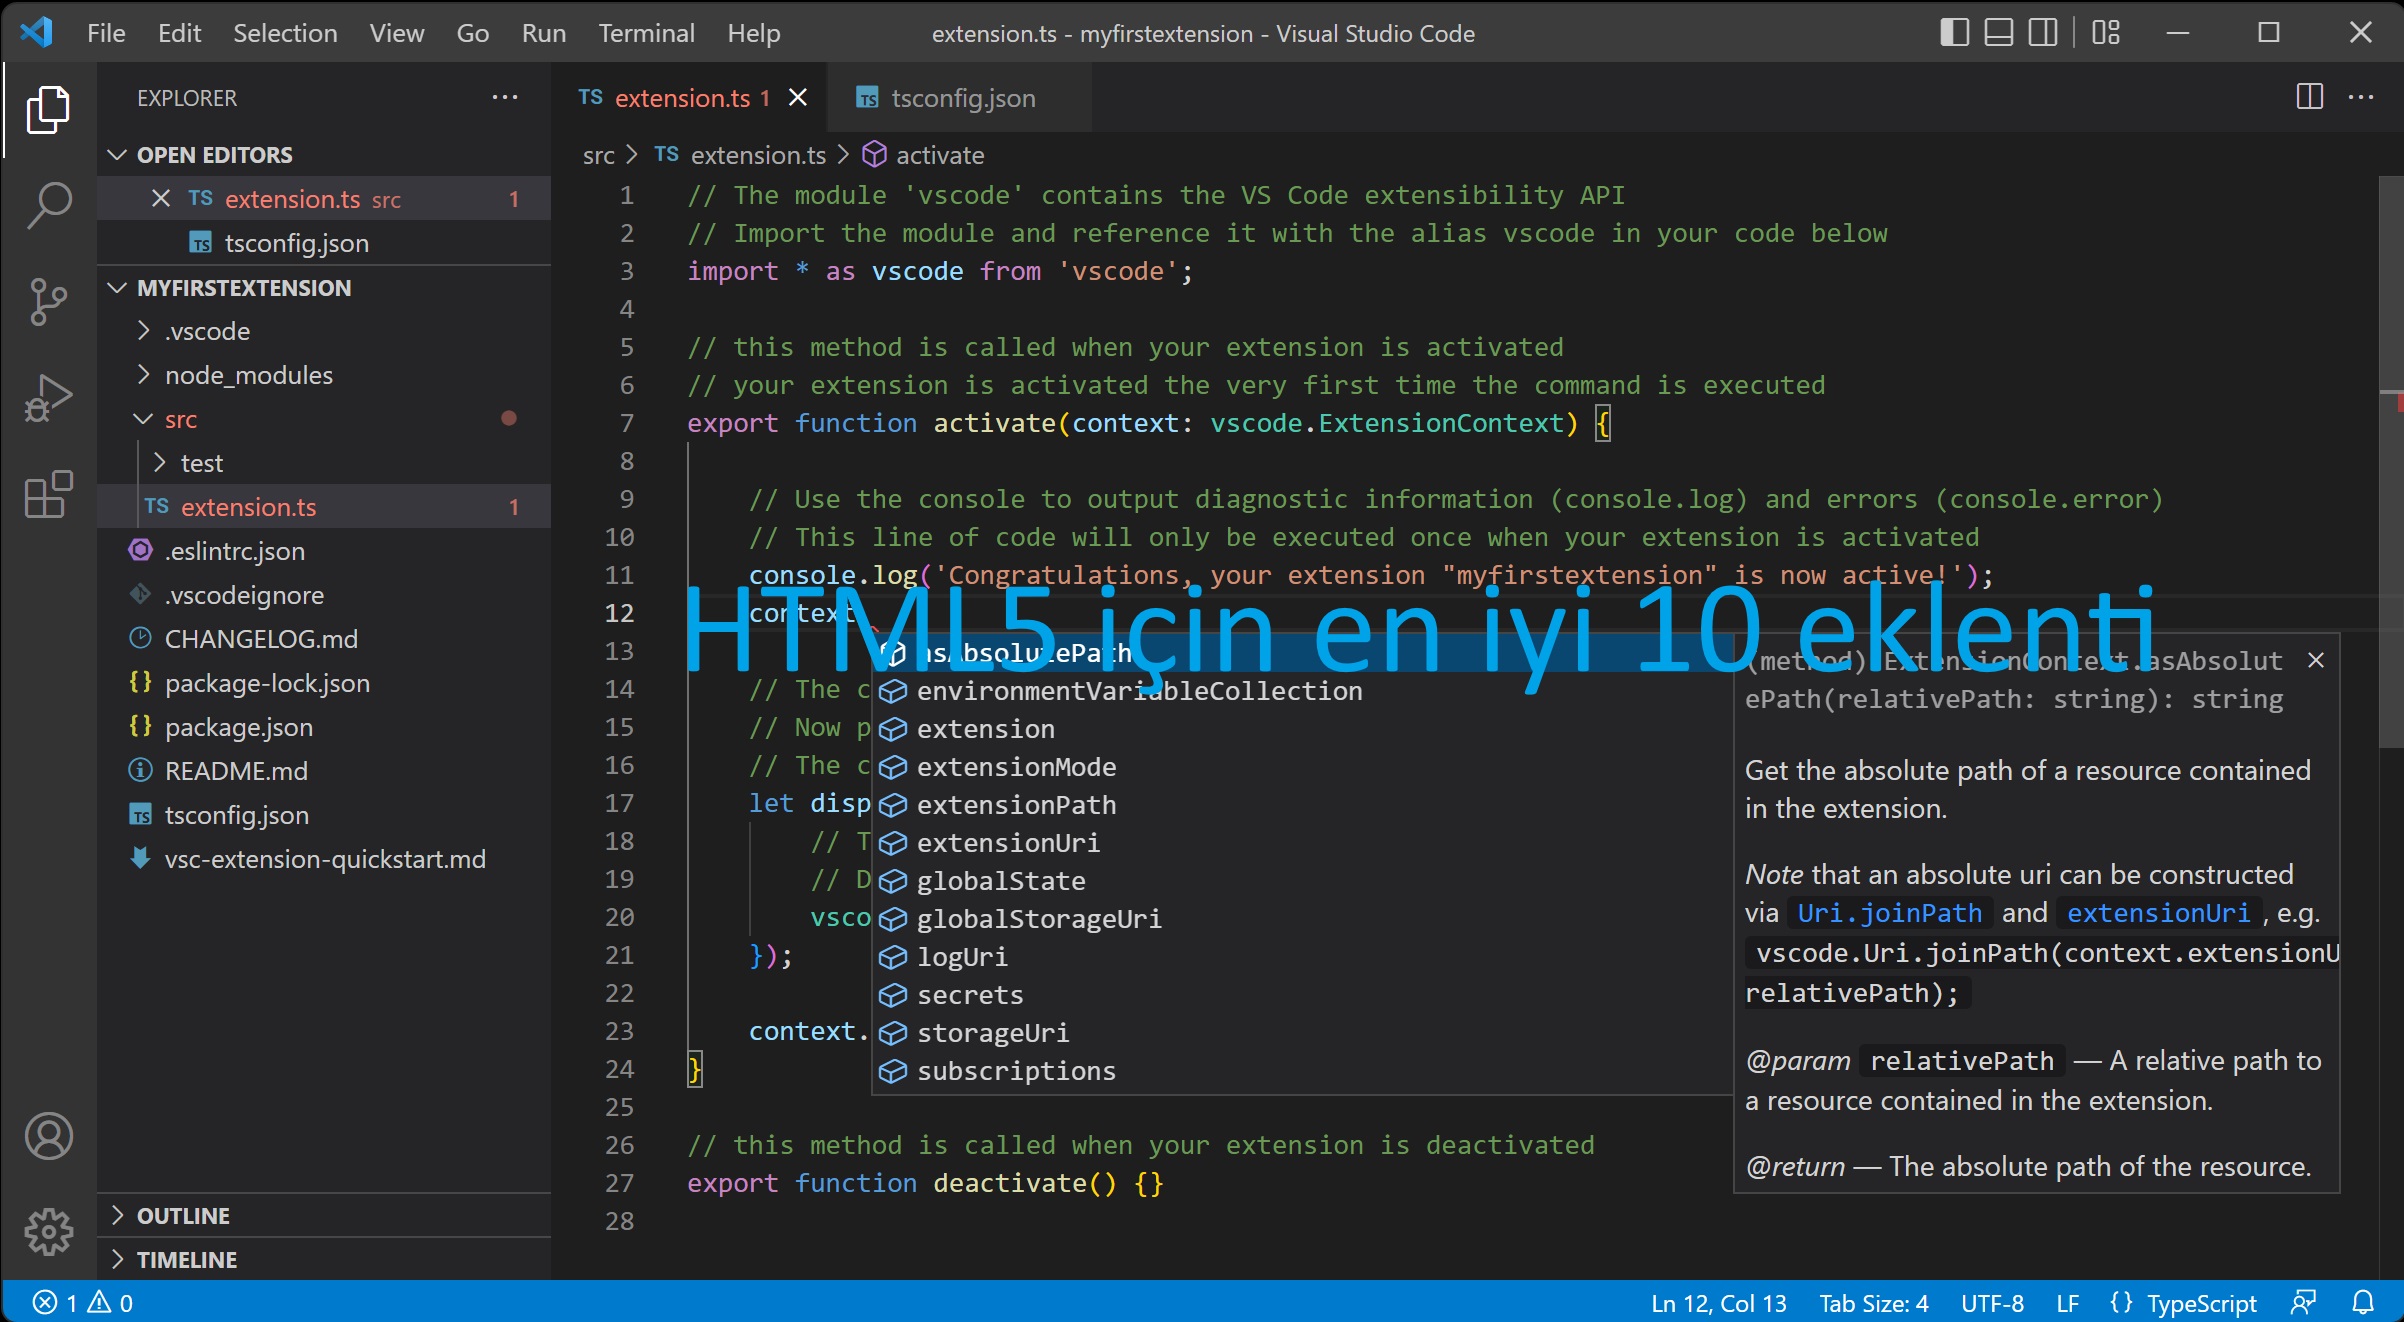 File Edit Selection View Go Run Terminal Help
extension.ts - myfirstextension - Visual Studio Code
EXPLORER
OPEN EDITORS
TS extension.ts src 1
TS tsconfig.json
MYFIRSTEXTENSION
.vscode
node_modules
src
test
TS extension.ts 1
.eslintrc.json
.vscodeignore
CHANGELOG.md
{} package-lock.json
{} package.json
README.md
TS tsconfig.json
vsc-extension-quickstart.md
OUTLINE
TIMELINE
TS extension.ts 1
TS tsconfig.json
src > TS extension.ts > activate
1 // The module 'vscode' contains the VS Code extensibility API
2 // Import the module and reference it with the alias vscode in your code below
3 import * as vscode from 'vscode';
4
5 // this method is called when your extension is activated
6 // your extension is activated the very first time the command is executed
7 export function activate(context: vscode.ExtensionContext) {
8
9 // Use the console to output diagnostic information (console.log) and errors (console.error)
10 // This line of code will only be executed once when your extension is activated
11 console.log('Congratulations, your extension "myfirstextension" is now active!');
12 context.
13
14 // The c
15 // Now p
16 // The c
17 let disp
18 // T
19 // D
20 vsco
21 });
22
23 context.
24 }
25
26 // this method is called when your extension is deactivated
27 export function deactivate() {}
28
HTML5 için en iyi 10 eklenti
asAbsolutePath
environmentVariableCollection
extension
extensionMode
extensionPath
extensionUri
globalState
globalStorageUri
logUri
secrets
storageUri
subscriptions
(method) ExtensionContext.asAbsolut
ePath(relativePath: string): string
Get the absolute path of a resource contained
in the extension.
Note that an absolute uri can be constructed
via Uri.joinPath and extensionUri, e.g.
vscode.Uri.joinPath(context.extensionU
relativePath);
@param relativePath — A relative path to
a resource contained in the extension.
@return — The absolute path of the resource.
1 0
Ln 12, Col 13 Tab Size: 4 UTF-8 LF {} TypeScript